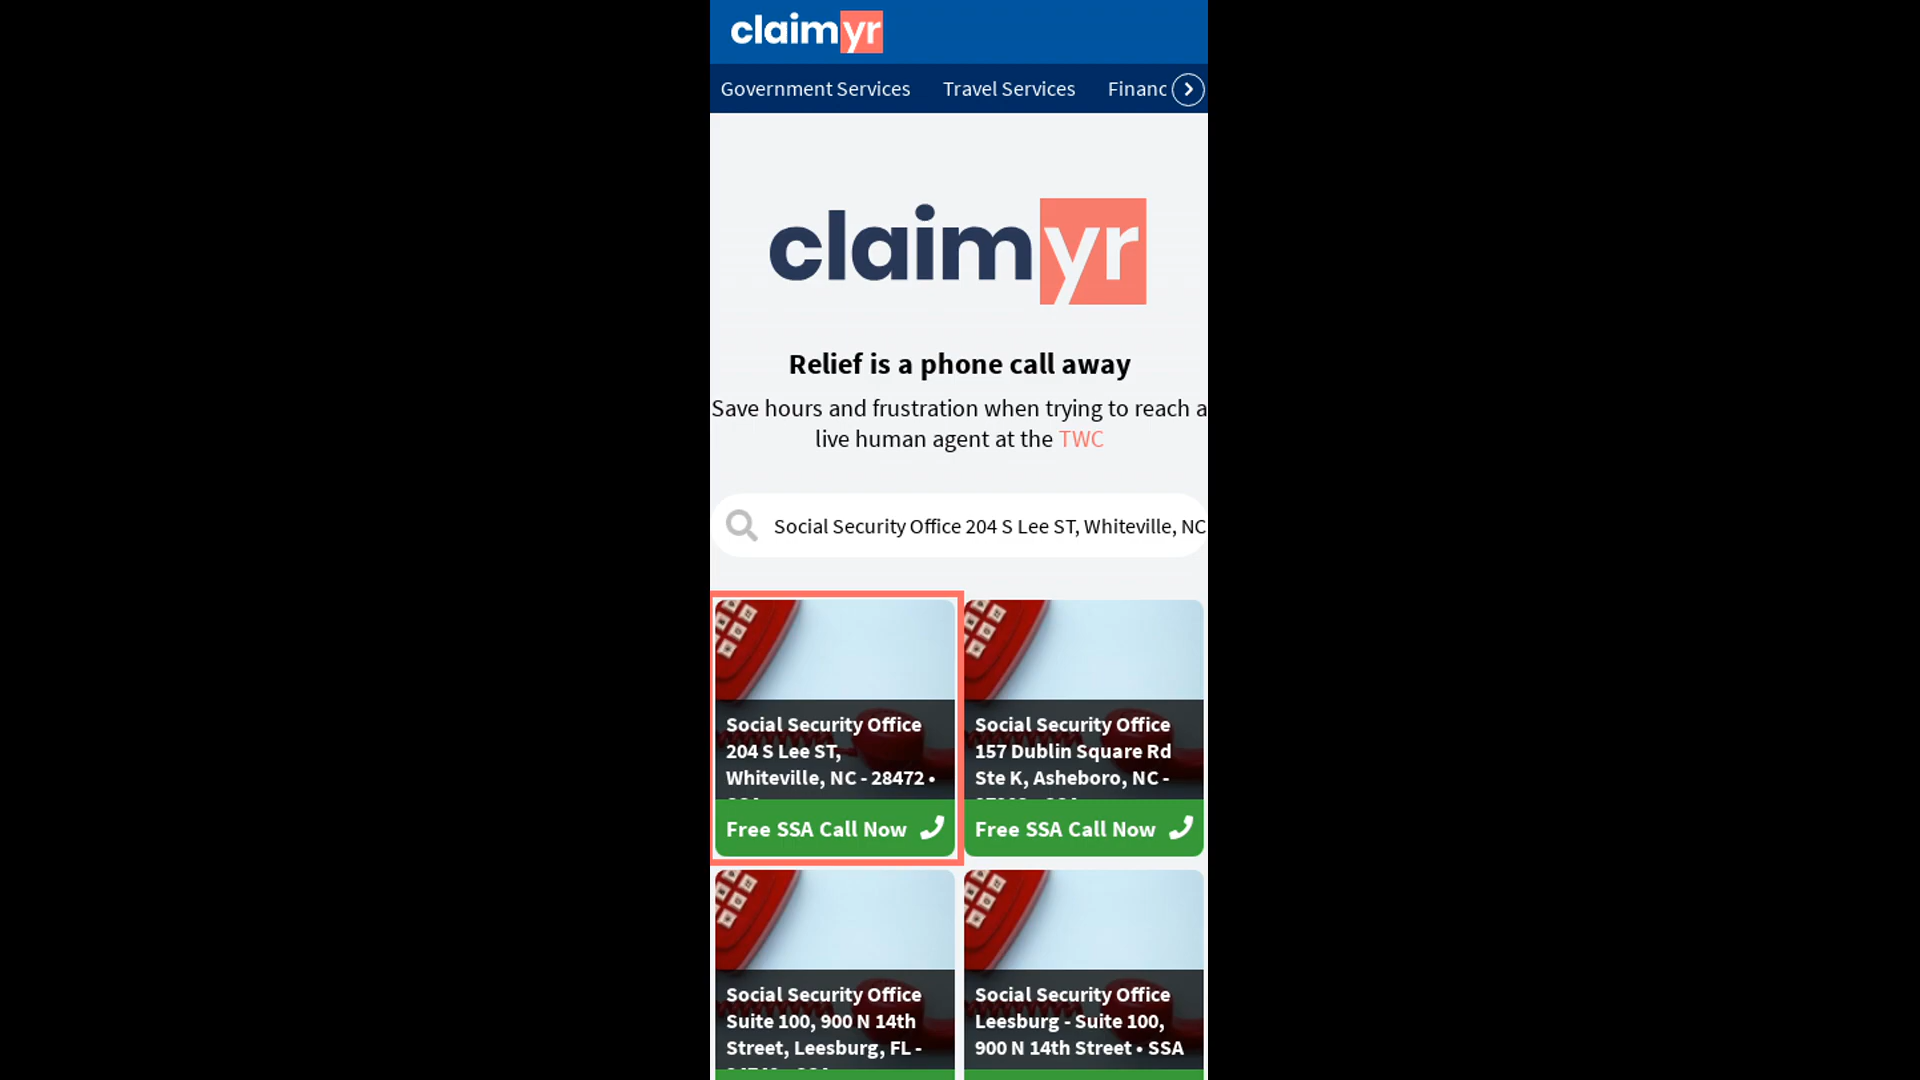 claimyr
Government Services Travel Services Financ
claimyr
Relief is a phone call away
Save hours and frustration when trying to reach a
live human agent at the TWC
Social Security Office 204 S Lee ST, Whiteville, NC
Social Security Office
204 S Lee ST,
Whiteville, NC - 28472 •
Free SSA Call Now
Social Security Office
157 Dublin Square Rd
Ste K, Asheboro, NC -
Free SSA Call Now
Social Security Office
Suite 100, 900 N 14th
Street, Leesburg, FL -
Social Security Office
Leesburg - Suite 100,
900 N 14th Street • SSA